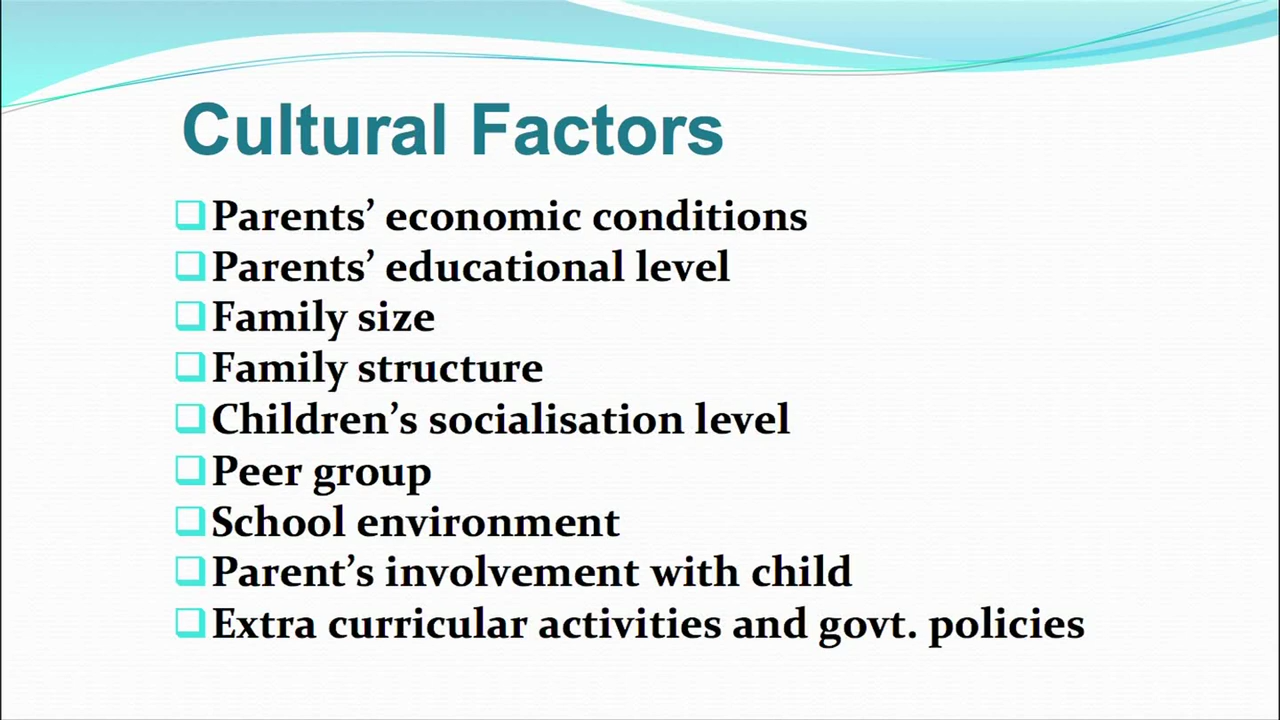 Cultural Factors
Parents’ economic conditions
Parents’ educational level
Family size
Family structure
Children’s socialisation level
Peer group
School environment
Parent’s involvement with child
Extra curricular activities and govt. policies